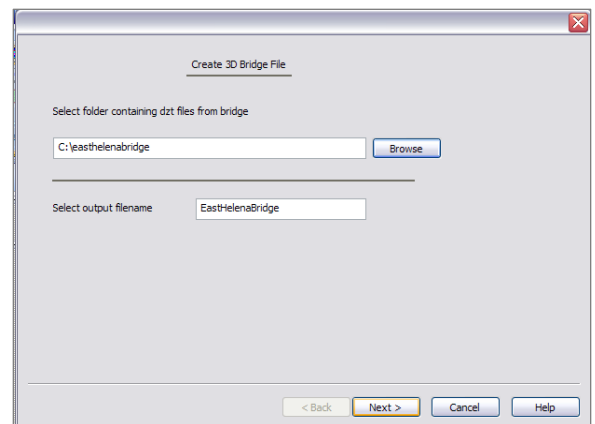 Create 3D Bridge File
Select folder containing dzt files from bridge
C:\easthelenabridge
Browse
Select output filename
EastHelenaBridge
< Back
Next >
Cancel
Help